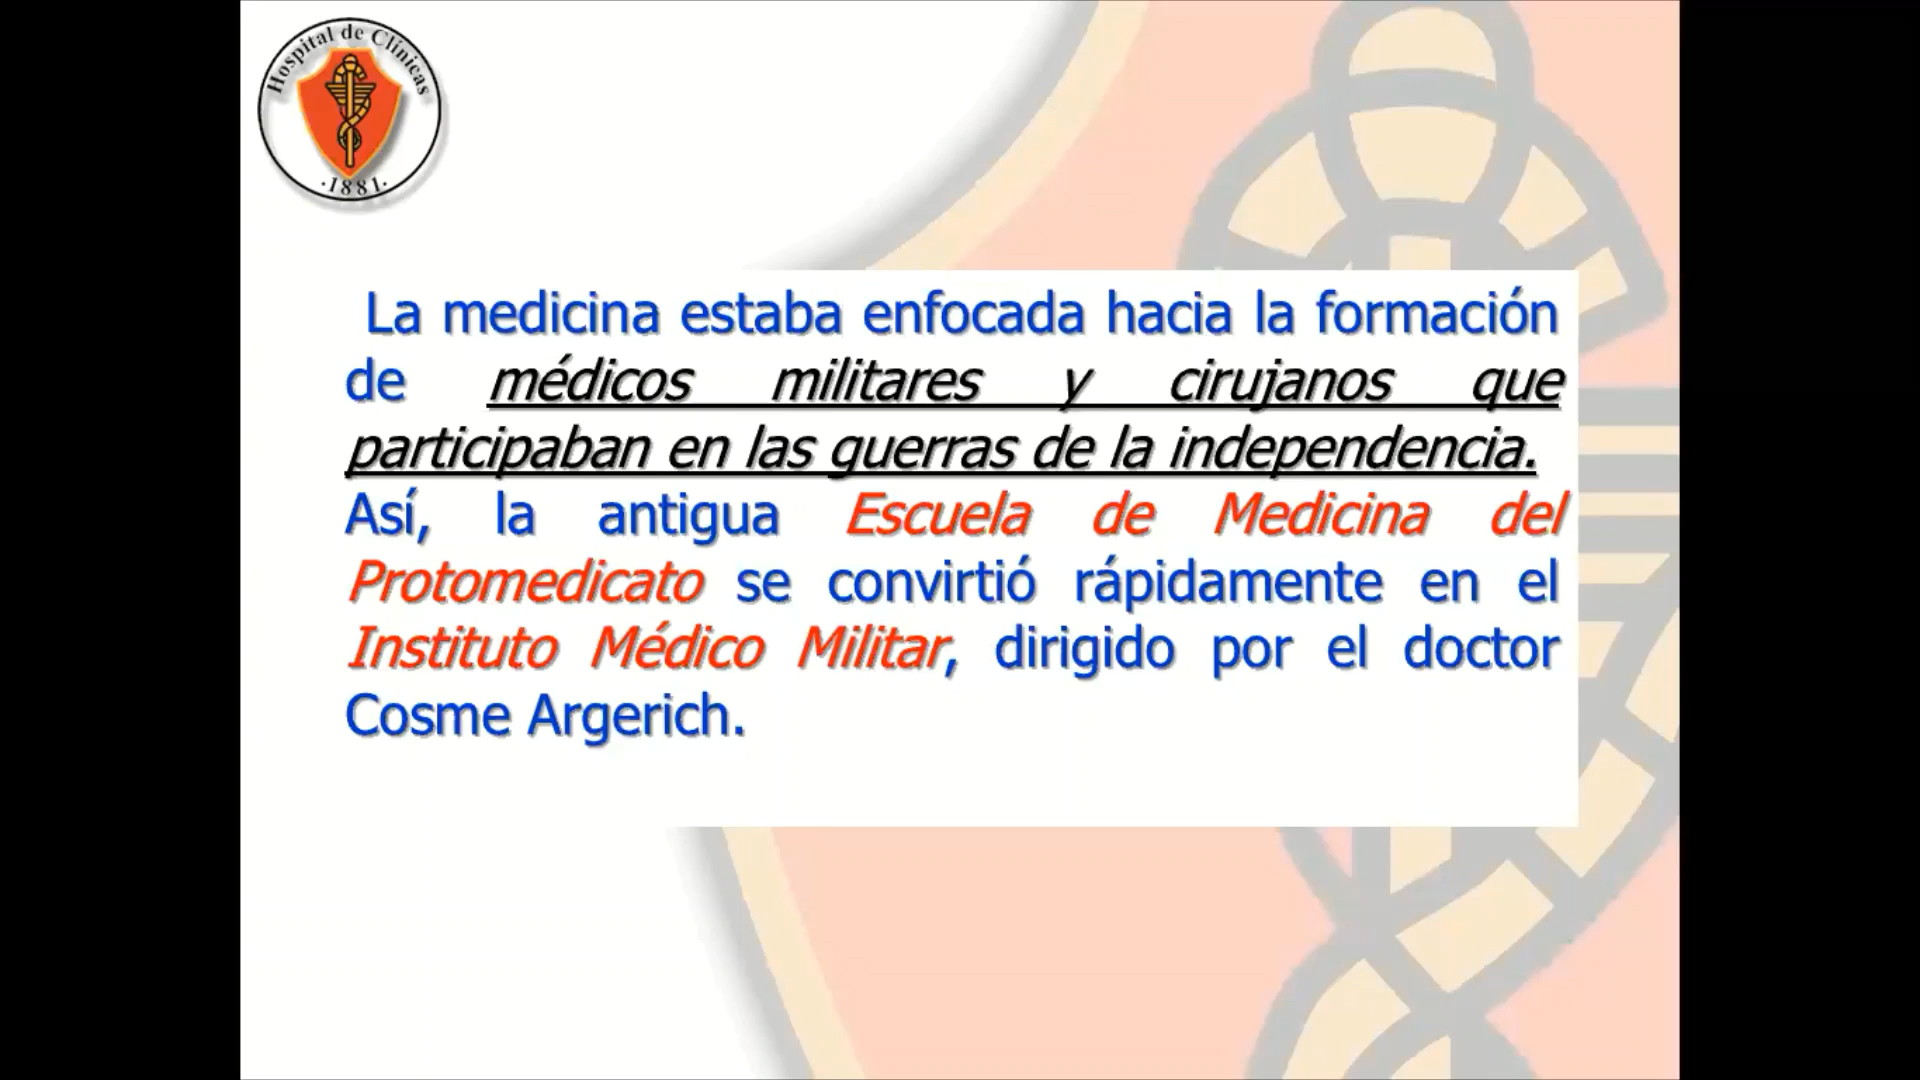 Hospital de Clínicas
·1881·
La medicina estaba enfocada hacia la formación
de médicos militares y cirujanos que
participaban en las guerras de la independencia.
Así, la antigua Escuela de Medicina del
Protomedicato se convirtió rápidamente en el
Instituto Médico Militar, dirigido por el doctor
Cosme Argerich.